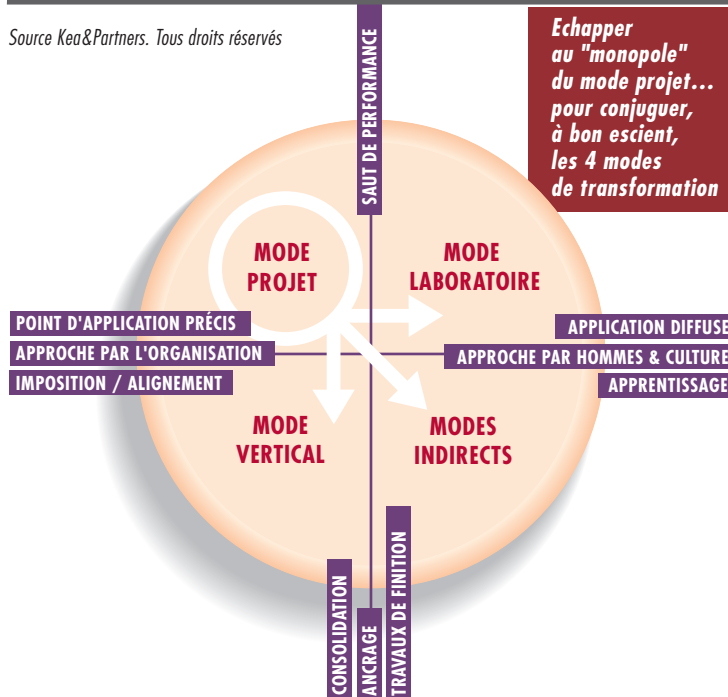 Source Kea&Partners. Tous droits réservés
Echapper
au "monopole"
du mode projet...
pour conjuguer,
à bon escient,
les 4 modes
de transformation
SAUT DE PERFORMANCE
MODE
PROJET
MODE
LABORATOIRE
POINT D'APPLICATION PRÉCIS
APPROCHE PAR L'ORGANISATION
IMPOSITION / ALIGNEMENT
APPLICATION DIFFUSE
APPROCHE PAR HOMMES & CULTURE
APPRENTISSAGE
MODE
VERTICAL
MODES
INDIRECTS
CONSOLIDATION
ANCRAGE
TRAVAUX DE FINITION